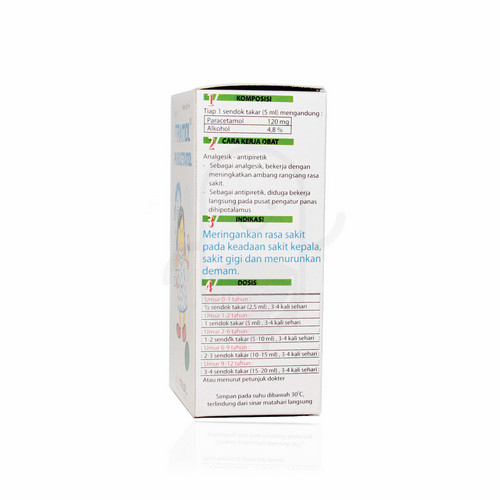 1 KOMPOSISI
Tiap 1 sendok takar (5 ml) mengandung :
Paracetamol 120 mg
Alkohol 4,8 %
2 CARA KERJA OBAT
Analgesik - antipiretik
- Sebagai analgesik, bekerja dengan
meningkatkan ambang rangsang rasa
sakit.
- Sebagai antipiretik, diduga bekerja
langsung pada pusat pengatur panas
dihipotalamus
3 INDIKASI
Meringankan rasa sakit
pada keadaan sakit kepala,
sakit gigi dan menurunkan
demam.
4 DOSIS
Umur 0-1 tahun :
½ sendok takar (2,5 ml) , 3-4 kali sehari
Umur 1-2 tahun :
1 sendok takar (5 ml) , 3-4 kali sehari
Umur 2-6 tahun :
1-2 sendok takar (5-10 ml) , 3-4 kali sehari
Umur 6-9 tahun :
2-3 sendok takar (10-15 ml) , 3-4 kali sehari
Umur 9-12 tahun :
3-4 sendok takar (15-20 ml) , 3-4 kali sehari
Atau menurut petunjuk dokter
Simpan pada suhu dibawah 30°C,
terlindung dari sinar matahari langsung